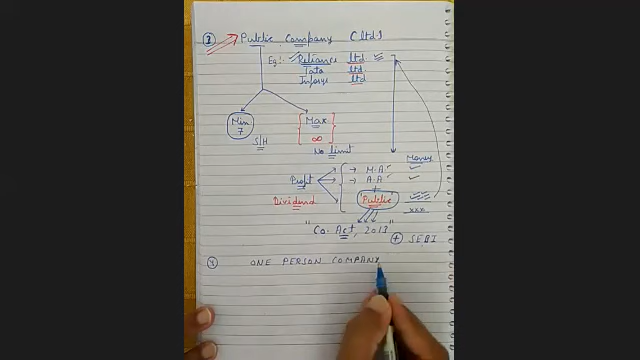 ③ Public Company (ltd.)
Eg:- Reliance ltd.
Tata ltd.
Infosys ltd
Min. 7
S/H
Max ∞
No limit
Profit
Dividend
Money
→ M.A.
→ A.A.
+
"Public"
xxx
"Co. Act, 2013"
+ SEBI
ONE PERSON COMPANY